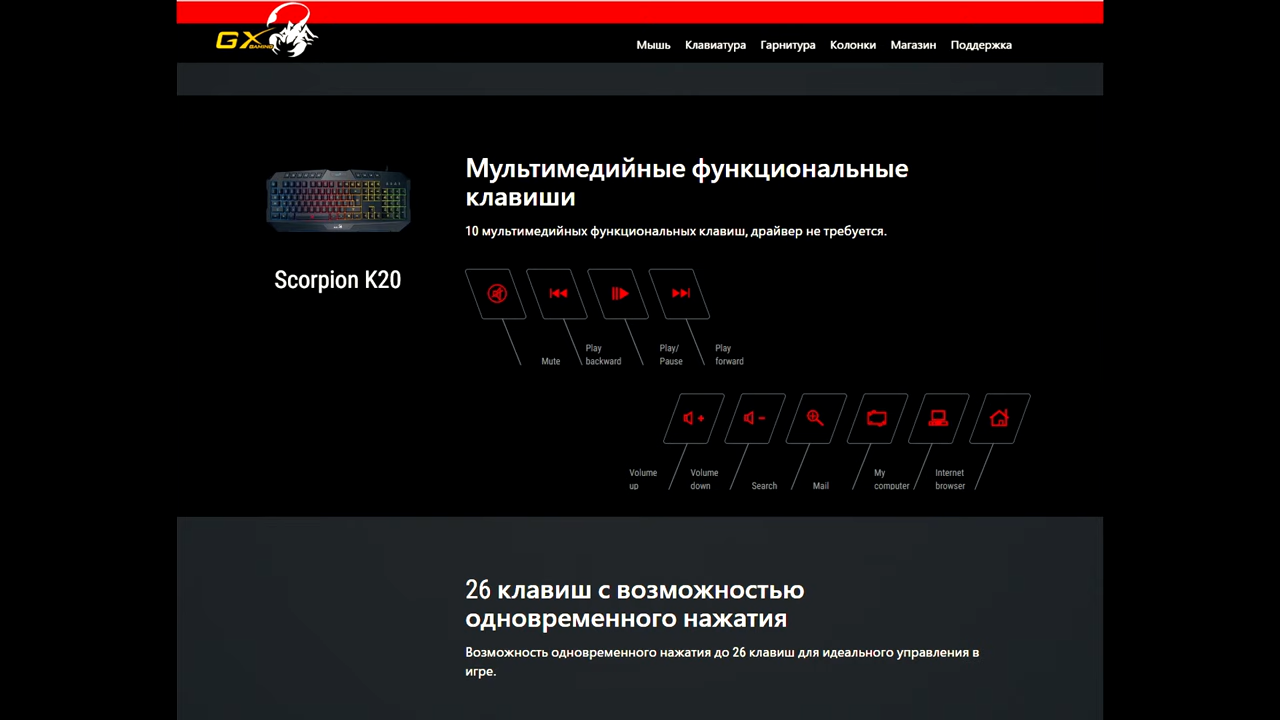 GX
GAMING
Мышь Клавиатура Гарнитура Колонки Магазин Поддержка
Мультимедийные функциональные
клавиши
10 мультимедийных функциональных клавиш, драйвер не требуется.
Scorpion K20
Mute
Play
backward
Play/
Pause
Play
forward
Volume
up
Volume
down
Search
Mail
My
computer
Internet
browser
26 клавиш с возможностью
одновременного нажатия
Возможность одновременного нажатия до 26 клавиш для идеального управления в
игре.